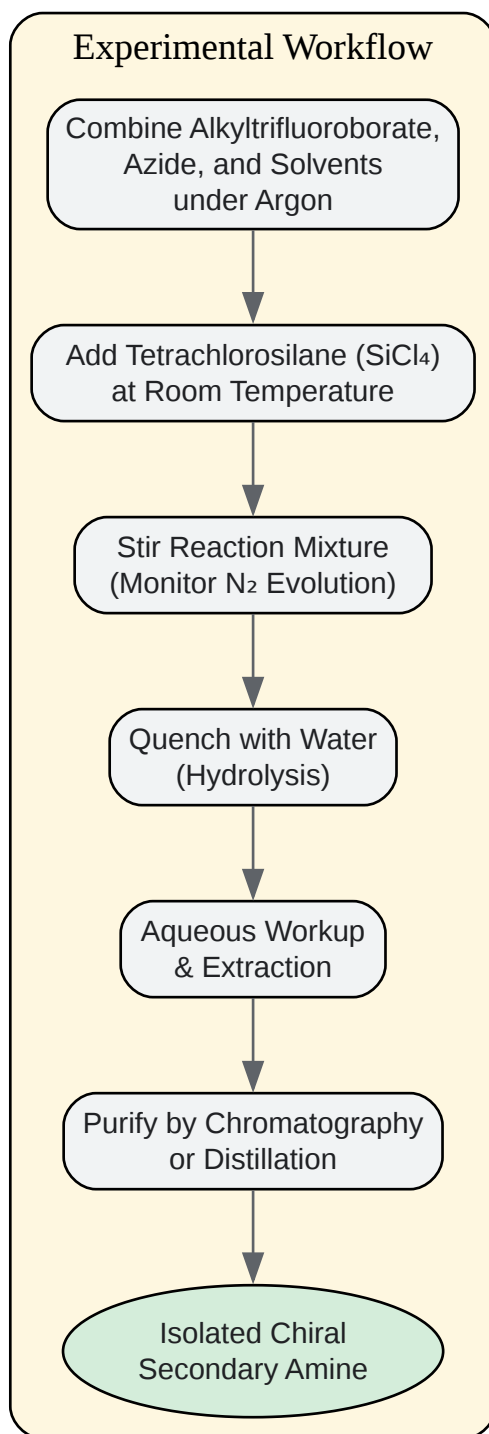 Experimental Workflow
Combine Alkyltrifluoroborate,
Azide, and Solvents
under Argon
Add Tetrachlorosilane (SiCl₄)
at Room Temperature
Stir Reaction Mixture
(Monitor N₂ Evolution)
Quench with Water
(Hydrolysis)
Aqueous Workup
& Extraction
Purify by Chromatography
or Distillation
Isolated Chiral
Secondary Amine